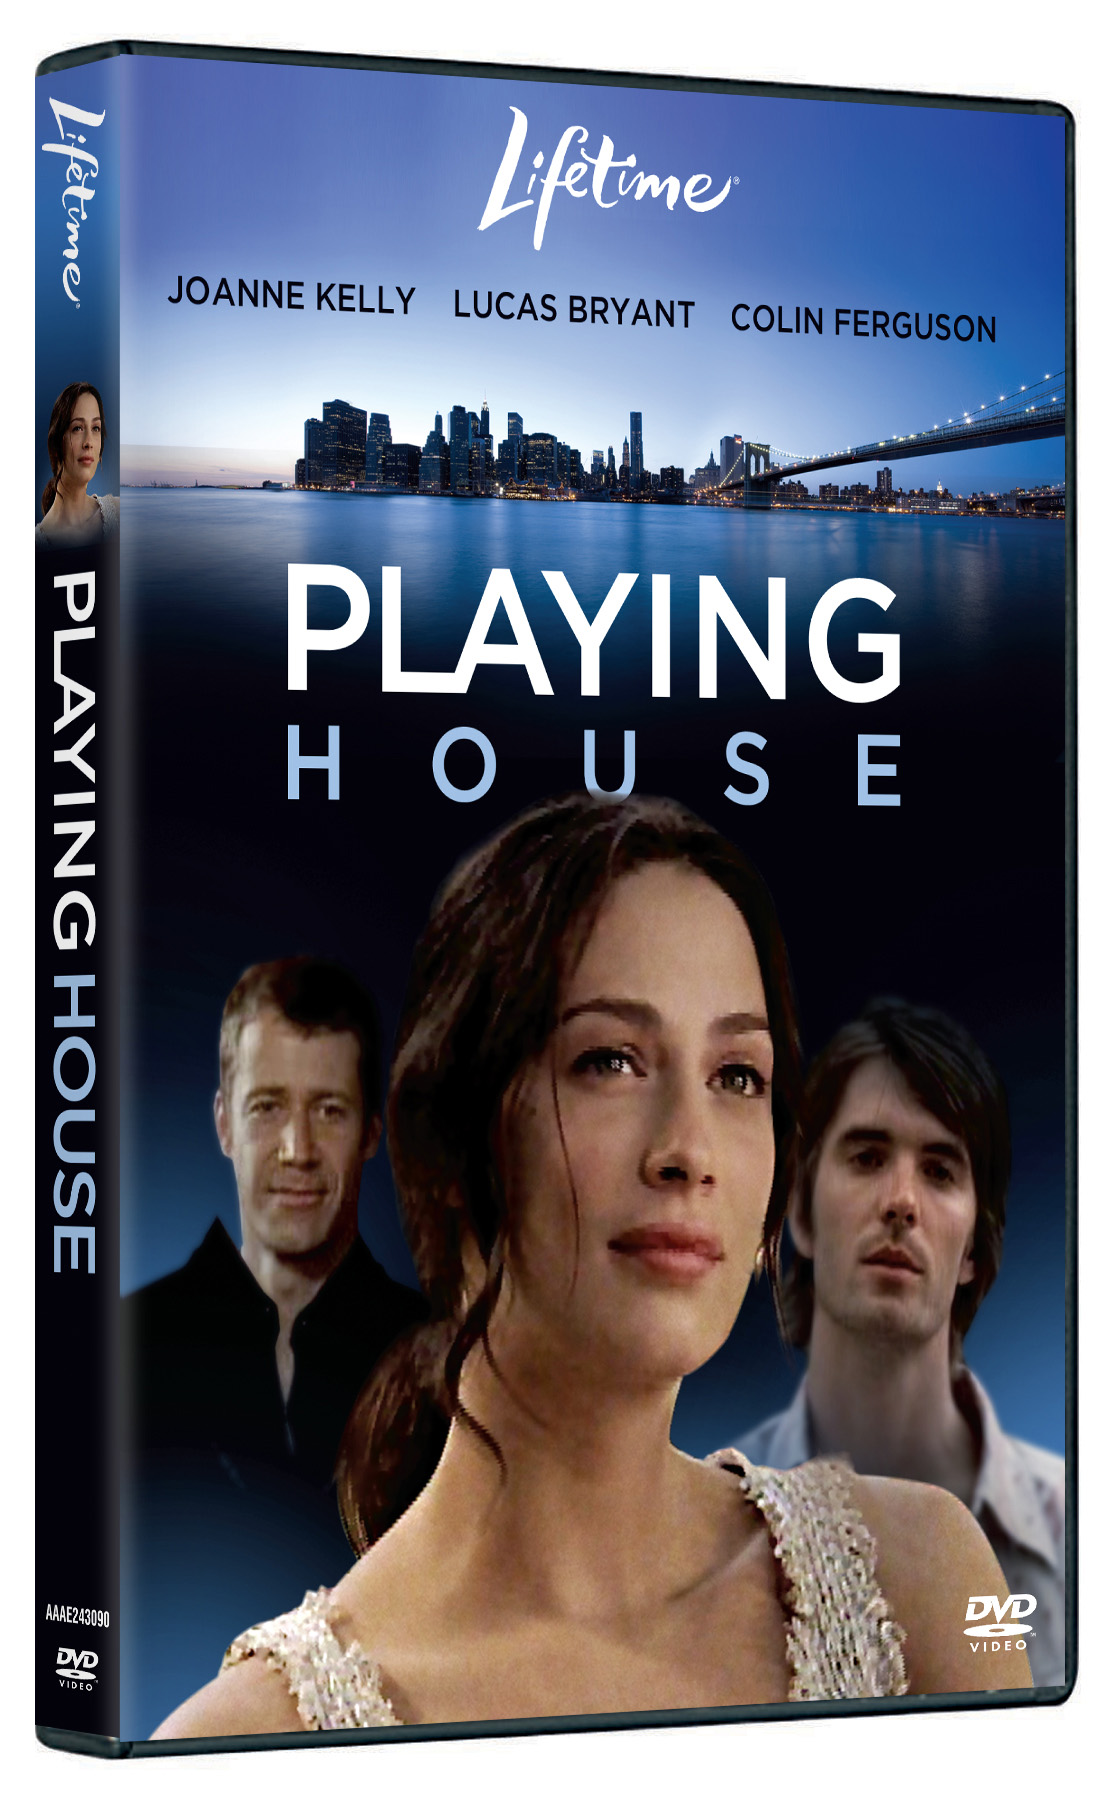 Lifetime
JOANNE KELLY LUCAS BRYANT COLIN FERGUSON
PLAYING
HOUSE
DVD
VIDEO
Lifetime
PLAYING HOUSE
AAAE243090
DVD
VIDEO